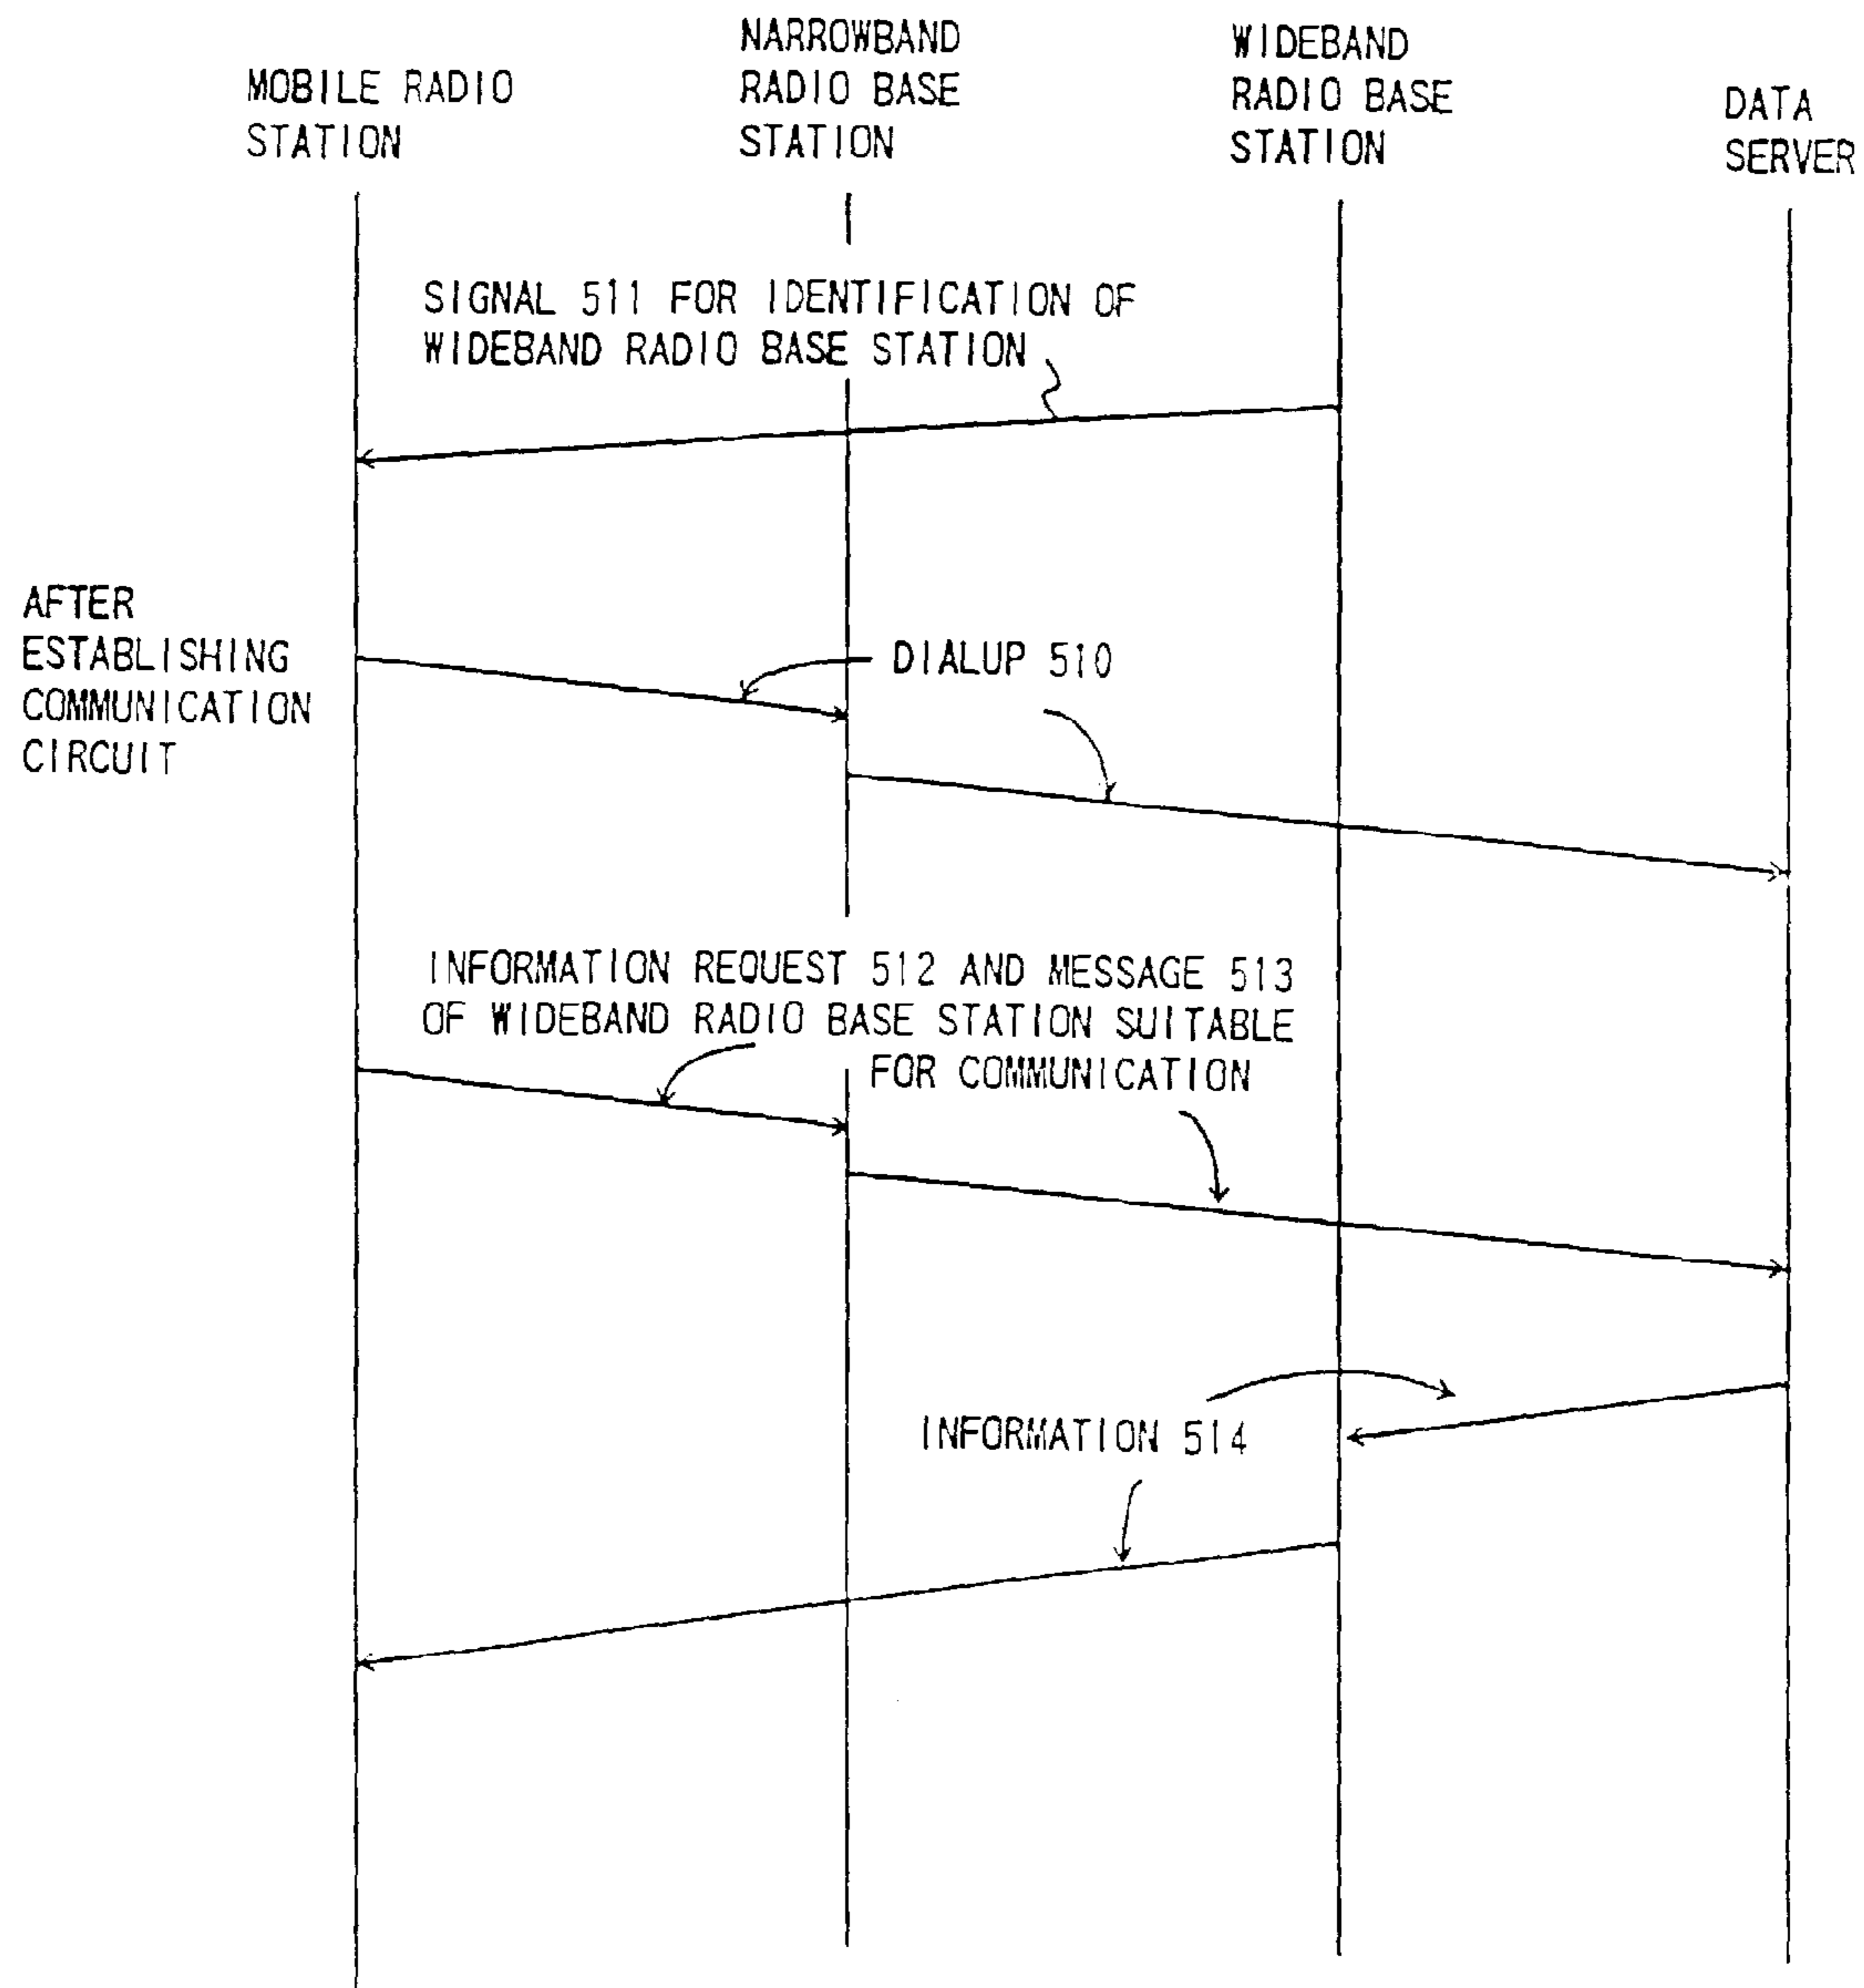 MOBILE RADIO
STATION
NARROWBAND
RADIO BASE
STATION
WIDEBAND
RADIO BASE
STATION
DATA
SERVER
SIGNAL 511 FOR IDENTIFICATION OF
WIDEBAND RADIO BASE STATION
AFTER
ESTABLISHING
COMMUNICATION
CIRCUIT
DIALUP 510
INFORMATION REQUEST 512 AND MESSAGE 513
OF WIDEBAND RADIO BASE STATION SUITABLE
FOR COMMUNICATION
INFORMATION 514